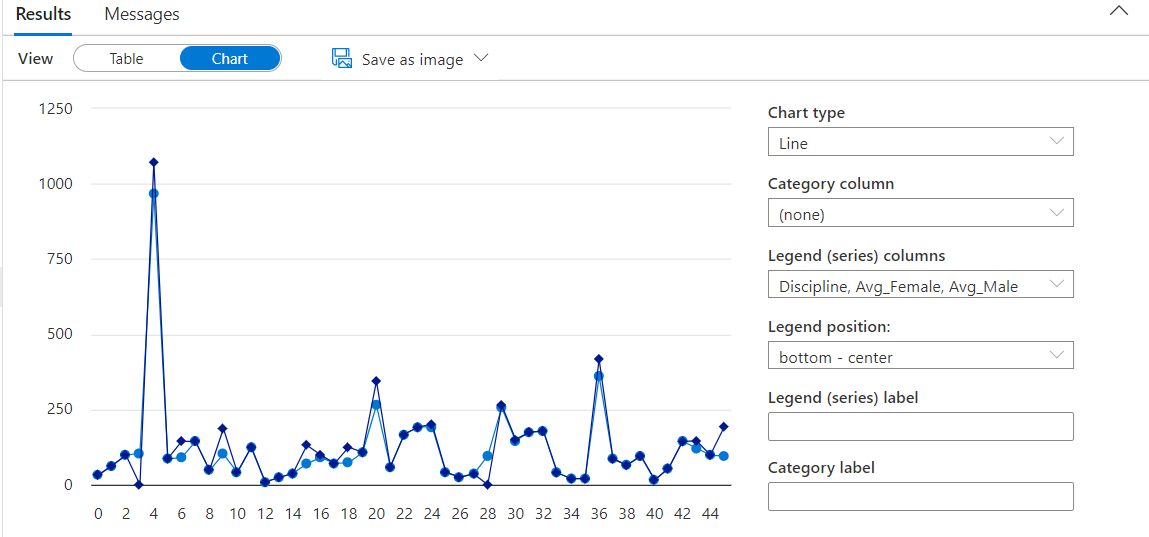 Results Messages
View Table Chart Save as image
1250
1000
750
500
250
0
0 2 4 6 8 10 12 14 16 18 20 22 24 26 28 30 32 34 36 38 40 42 44
Chart type
Line
Category column
(none)
Legend (series) columns
Discipline, Avg_Female, Avg_Male
Legend position:
bottom - center
Legend (series) label
Category label